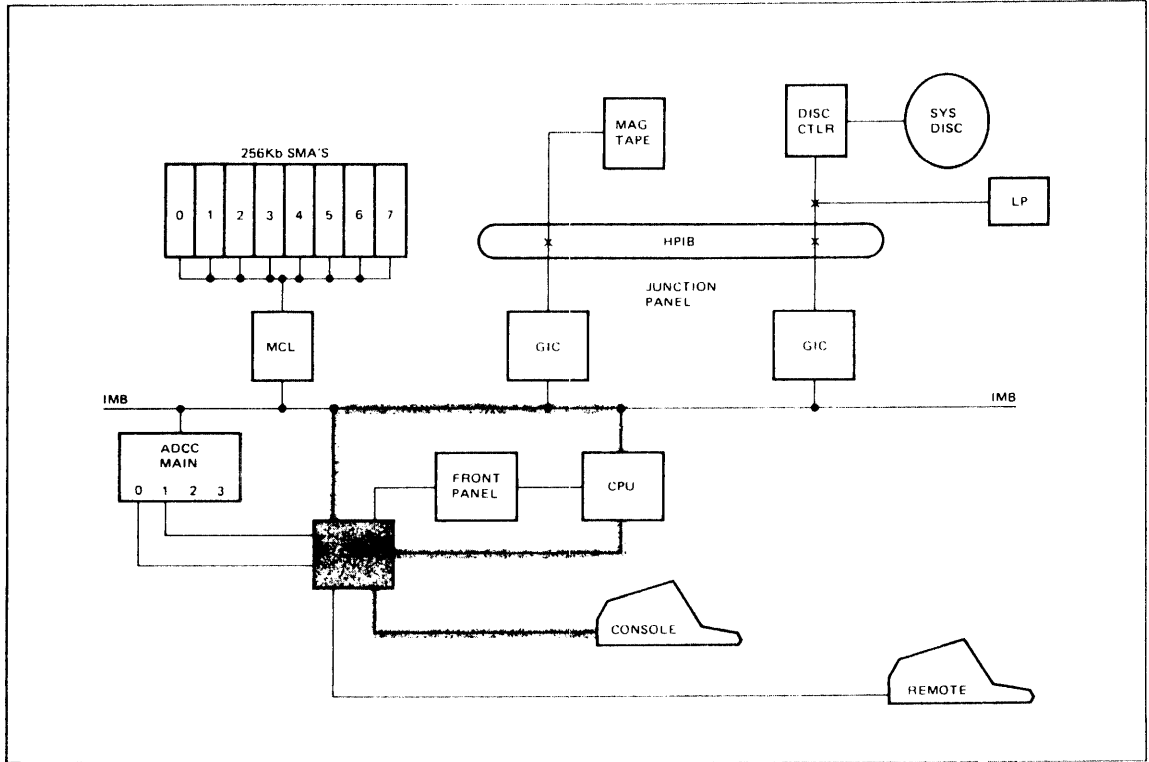 256Kb SMA'S
0 1 2 3 4 5 6 7
MAG
TAPE
DISC
CTLR
SYS
DISC
LP
HPIB
JUNCTION
PANEL
MCL
GIC
GIC
IMB
IMB
ADCC
MAIN
0 1 2 3
FRONT
PANEL
CPU
CONSOLE
REMOTE